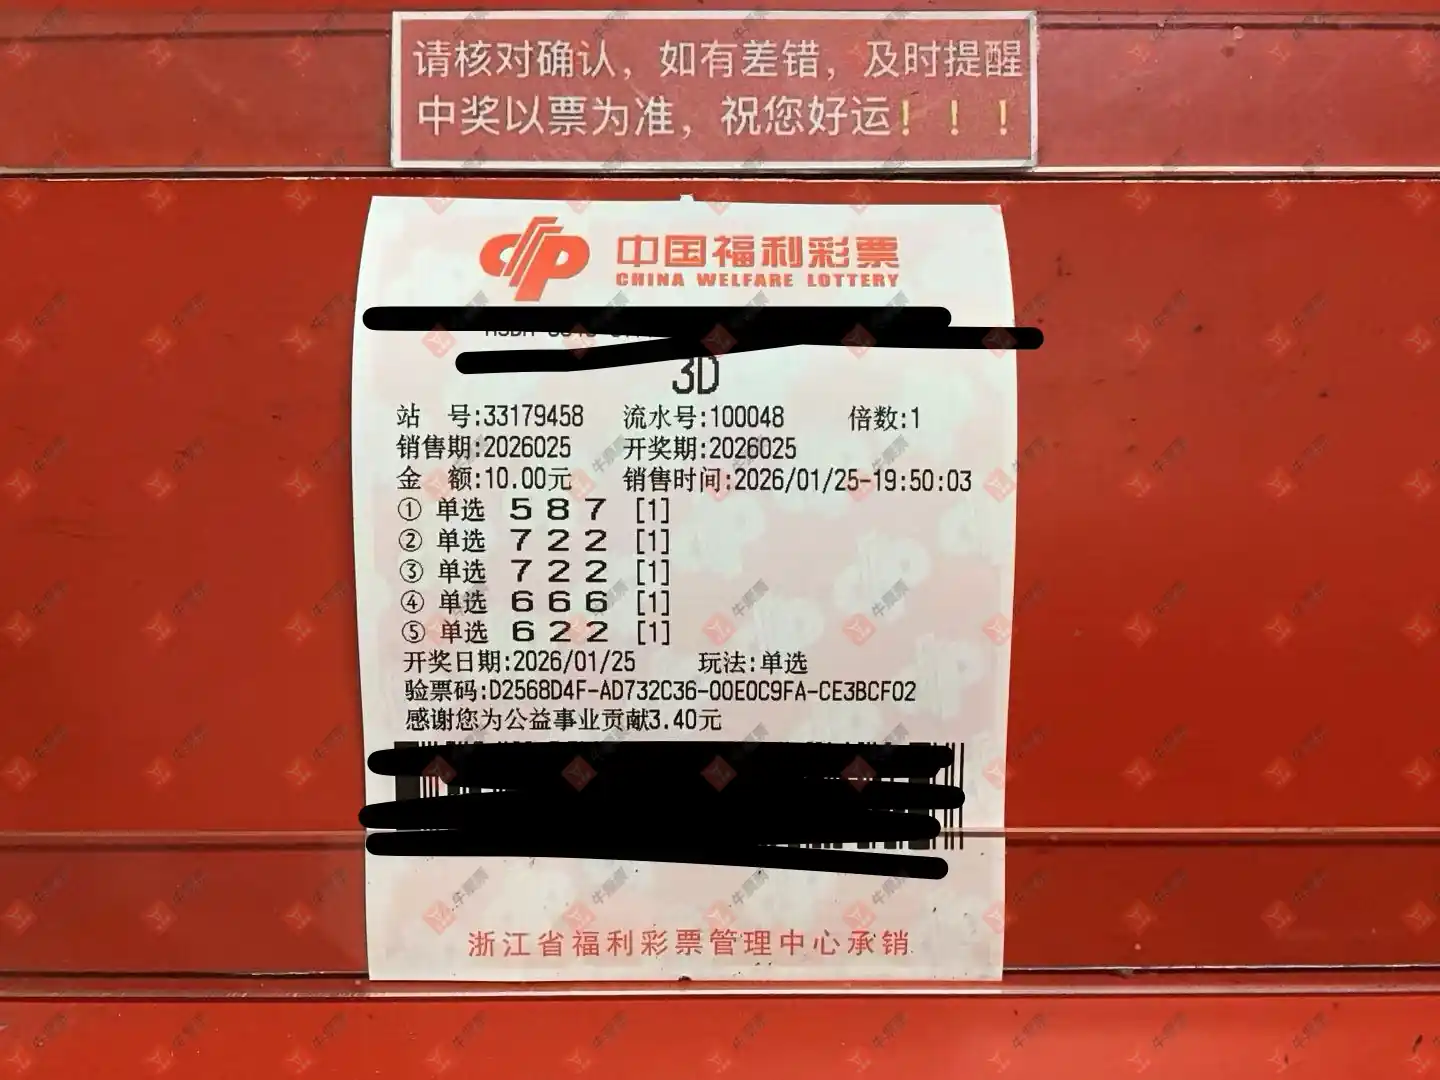 请核对确认，如有差错，及时提醒
中奖以票为准，祝您好运！！！
中国福利彩票
CHINA WELFARE LOTTERY
3D
站 号:33179458 流水号:100048 倍数:1
销售期:2026025 开奖期:2026025
金 额:10.00元 销售时间:2026/01/25-19:50:03
① 单选 5 8 7 [1]
② 单选 7 2 2 [1]
③ 单选 7 2 2 [1]
④ 单选 6 6 6 [1]
⑤ 单选 6 2 2 [1]
开奖日期:2026/01/25 玩法:单选
验票码:D2568D4F-AD732C36-00E0C9FA-CE3BCF02
感谢您为公益事业贡献3.40元
浙江省福利彩票管理中心承销